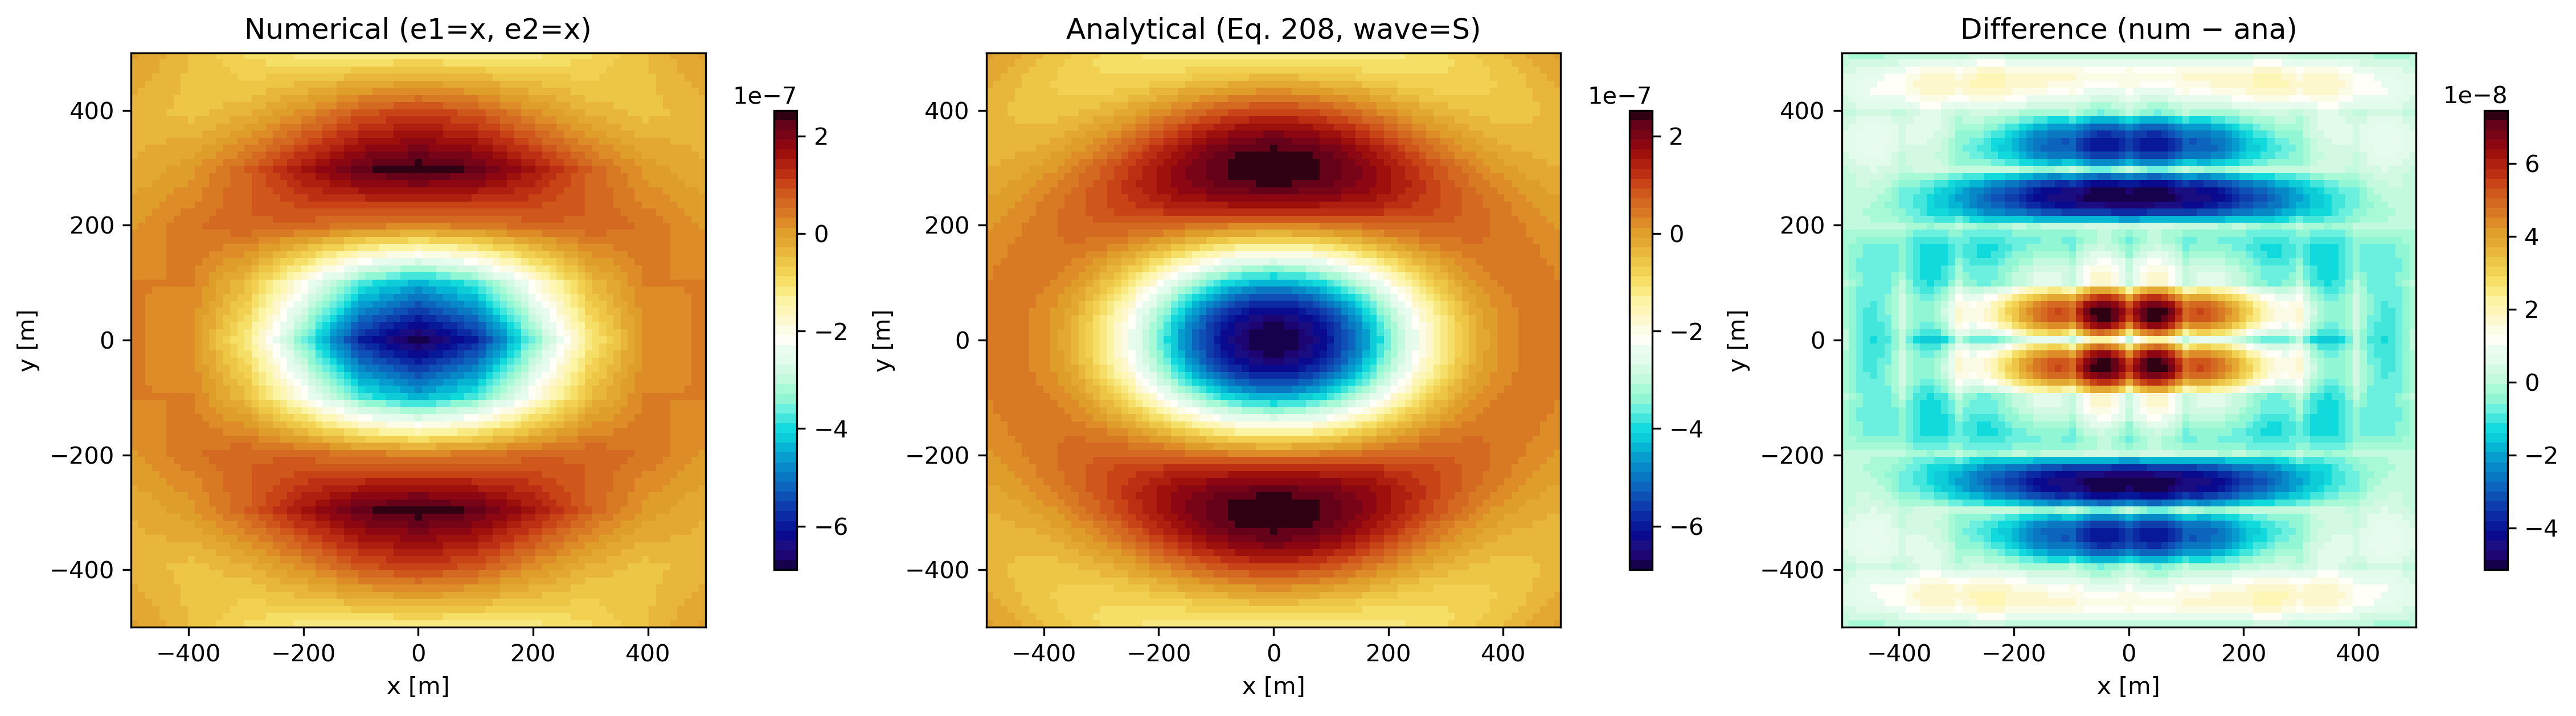 Numerical (e1=x, e2=x)
1e−7
400
200
0
−200
−400
y [m]
−400 −200 0 200 400
x [m]
2
0
−2
−4
−6
Analytical (Eq. 208, wave=S)
1e−7
400
200
0
−200
−400
y [m]
−400 −200 0 200 400
x [m]
2
0
−2
−4
−6
Difference (num − ana)
1e−8
400
200
0
−200
−400
y [m]
−400 −200 0 200 400
x [m]
6
4
2
0
−2
−4